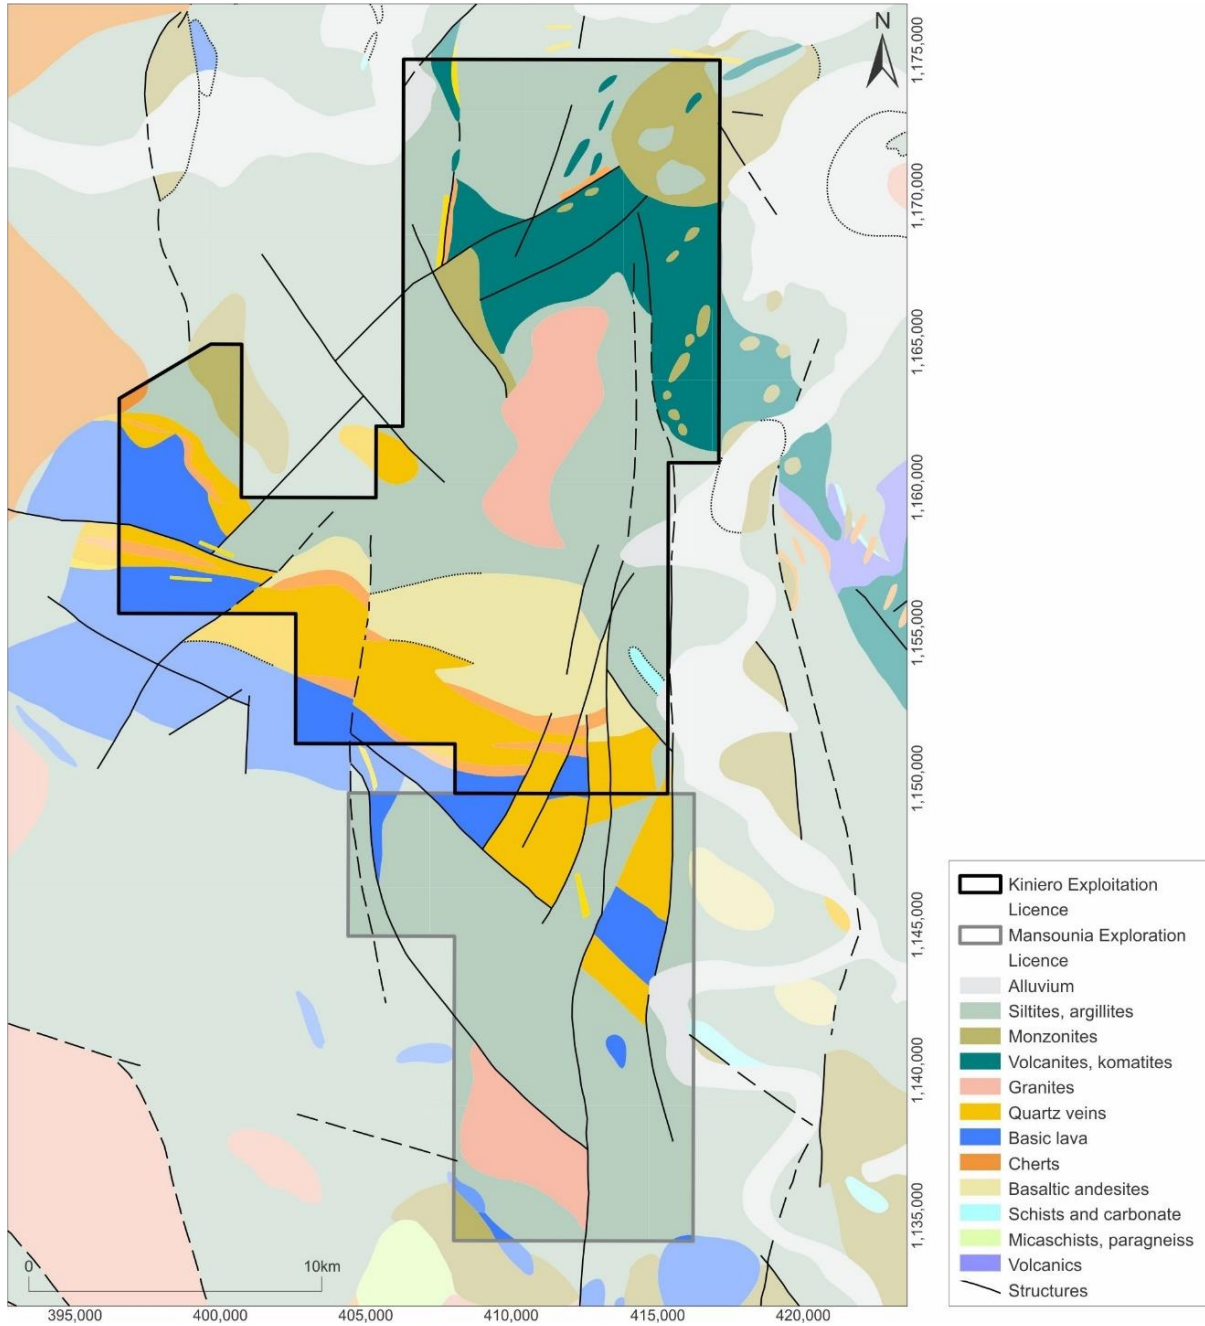 N
1,175,000
1,170,000
1,165,000
1,160,000
1,155,000
1,150,000
1,145,000
1,140,000
1,135,000
0 10km
395,000 400,000 405,000 410,000 415,000 420,000
Kiniero Exploitation
Licence
Mansounia Exploration
Licence
Alluvium
Siltites, argillites
Monzonites
Volcanites, komatites
Granites
Quartz veins
Basic lava
Cherts
Basaltic andesites
Schists and carbonate
Micaschists, paragneiss
Volcanics
Structures